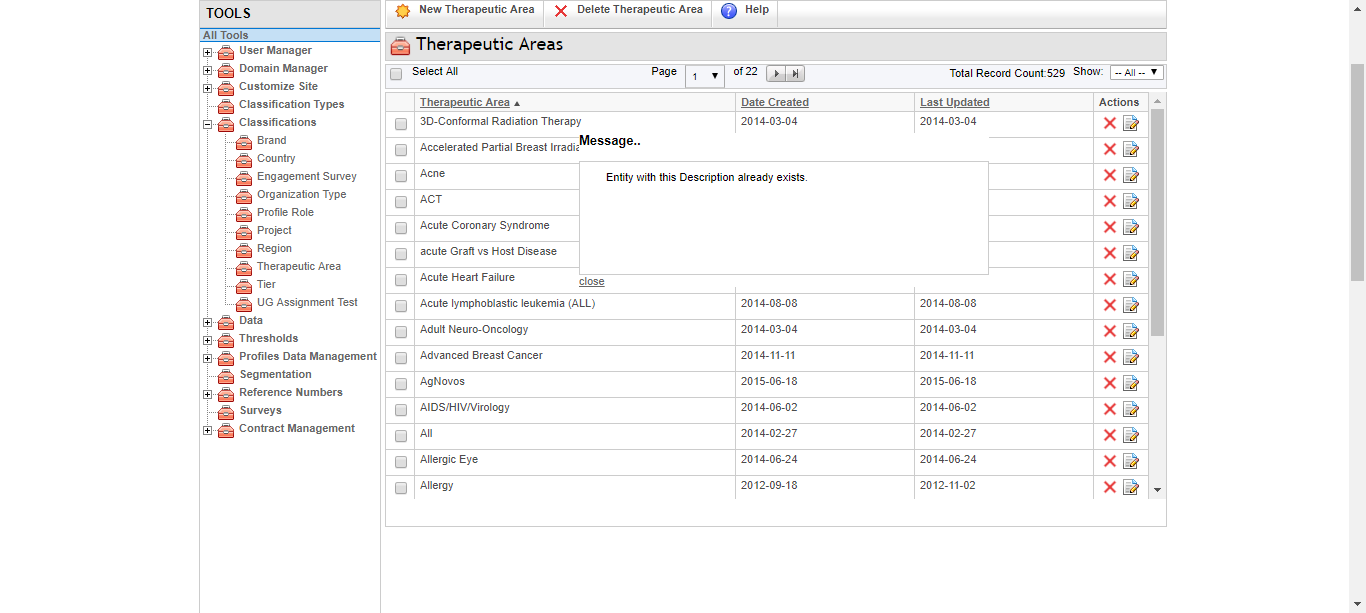 TOOLS
All Tools
User Manager
Domain Manager
Customize Site
Classification Types
Classifications
Brand
Country
Engagement Survey
Organization Type
Profile Role
Project
Region
Therapeutic Area
Tier
UG Assignment Test
Data
Thresholds
Profiles Data Management
Segmentation
Reference Numbers
Surveys
Contract Management
New Therapeutic Area Delete Therapeutic Area ? Help
Therapeutic Areas
Select All Page 1 of 22 Total Record Count:529 Show: -- All --
Therapeutic Area Date Created Last Updated Actions
3D-Conformal Radiation Therapy 2014-03-04 2014-03-04
Accelerated Partial Breast
Acne
ACT
Acute Coronary Syndrome
acute Graft vs Host Disease
Acute Heart Failure
Message..
Entity with this Description already exists.
close
Acute lymphoblastic leukemia (ALL) 2014-08-08 2014-08-08
Adult Neuro-Oncology 2014-03-04 2014-03-04
Advanced Breast Cancer 2014-11-11 2014-11-11
AgNovos 2015-06-18 2015-06-18
AIDS/HIV/Virology 2014-06-02 2014-06-02
All 2014-02-27 2014-02-27
Allergic Eye 2014-06-24 2014-06-24
Allergy 2012-09-18 2012-11-02